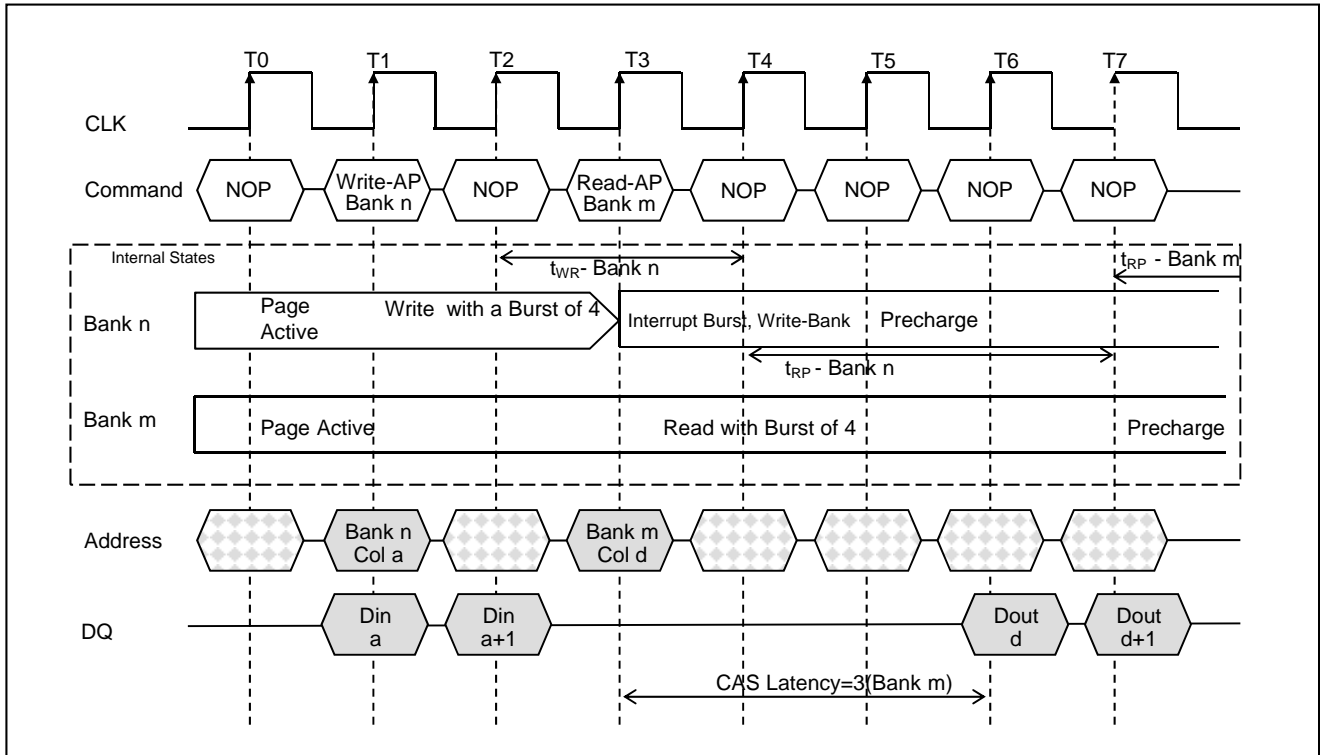 T0 T1 T2 T3 T4 T5 T6 T7
CLK
Command NOP Write-AP Bank n NOP Read-AP Bank m NOP NOP NOP NOP
Internal States
tWR- Bank n
tRP - Bank m
Bank n Page Active Write with a Burst of 4 Interrupt Burst, Write-Bank Precharge
tRP - Bank n
Bank m Page Active Read with Burst of 4 Precharge
Address Bank n Col a Bank m Col d
DQ Din a Din a+1 Dout d Dout d+1
CAS Latency=3(Bank m)